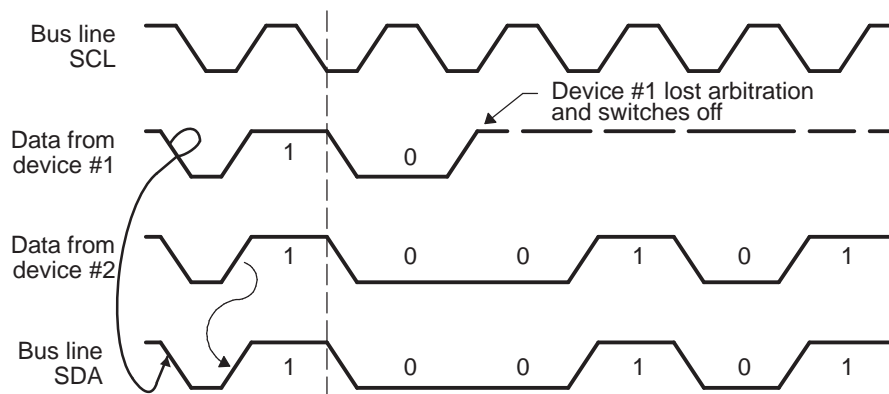 Bus line
SCL
Device #1 lost arbitration
and switches off
Data from
device #1
1 0
Data from
device #2
1 0 0 1 0 1
Bus line
SDA
1 0 0 1 0 1